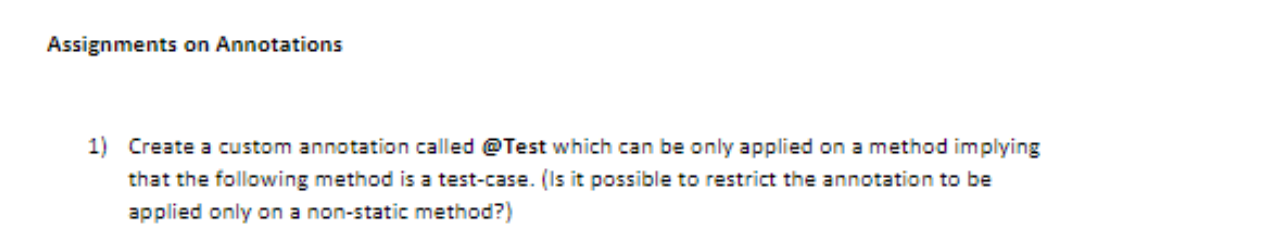 Assignments on Annotations
1) Create a custom annotation called @Test which can be only applied on a method implying
that the following method is a test-case. (Is it possible to restrict the annotation to be
applied only on a non-static method?)